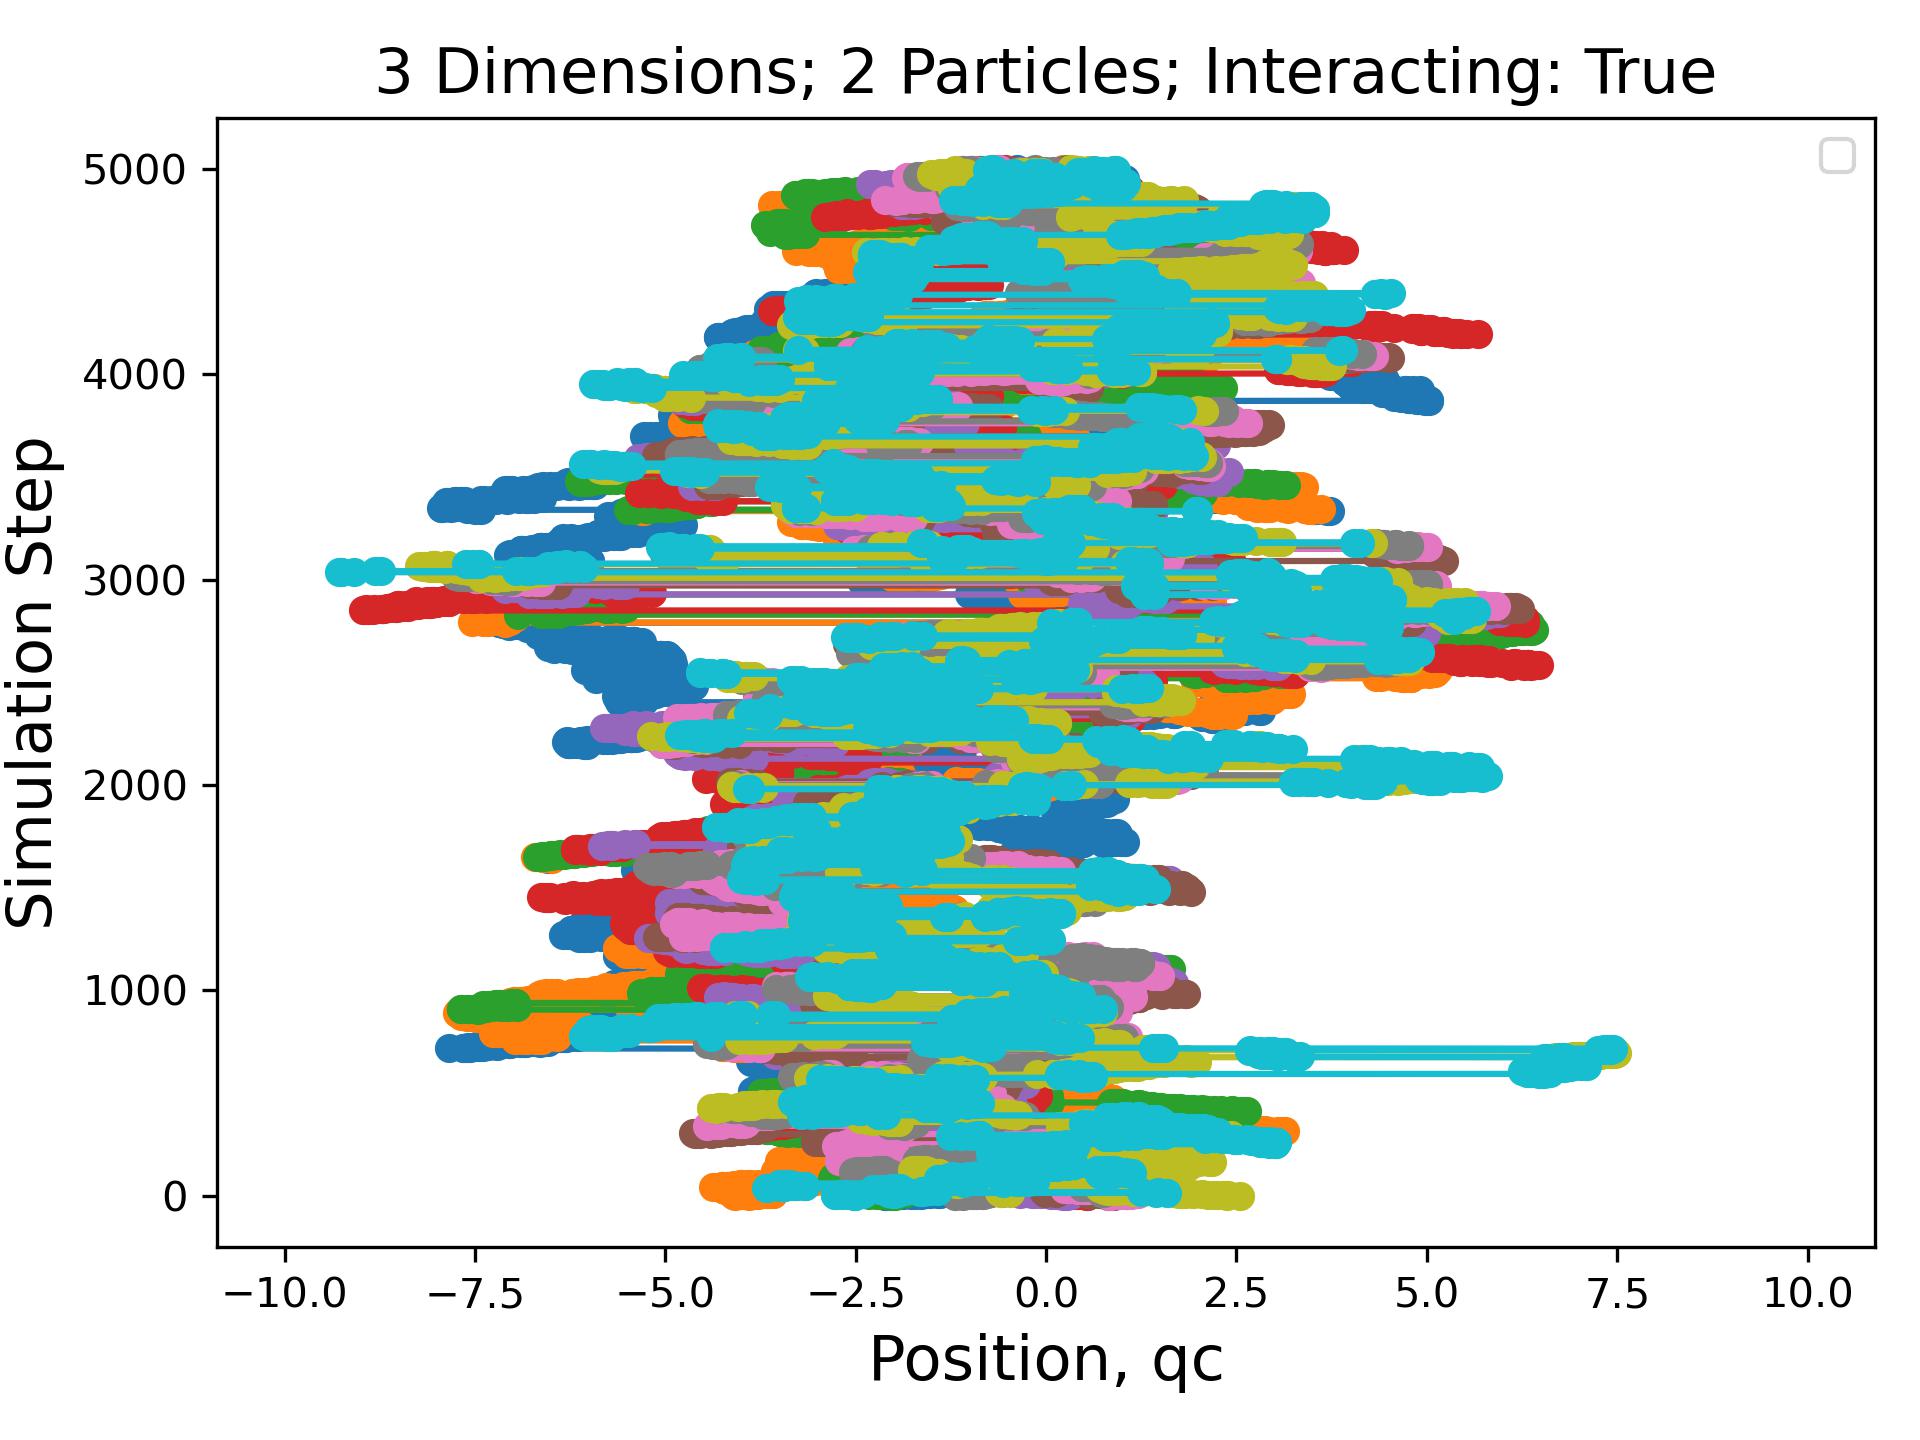 3 Dimensions; 2 Particles; Interacting: True
Simulation Step
5000
4000
3000
2000
1000
0
−10.0 −7.5 −5.0 −2.5 0.0 2.5 5.0 7.5 10.0
Position, qc